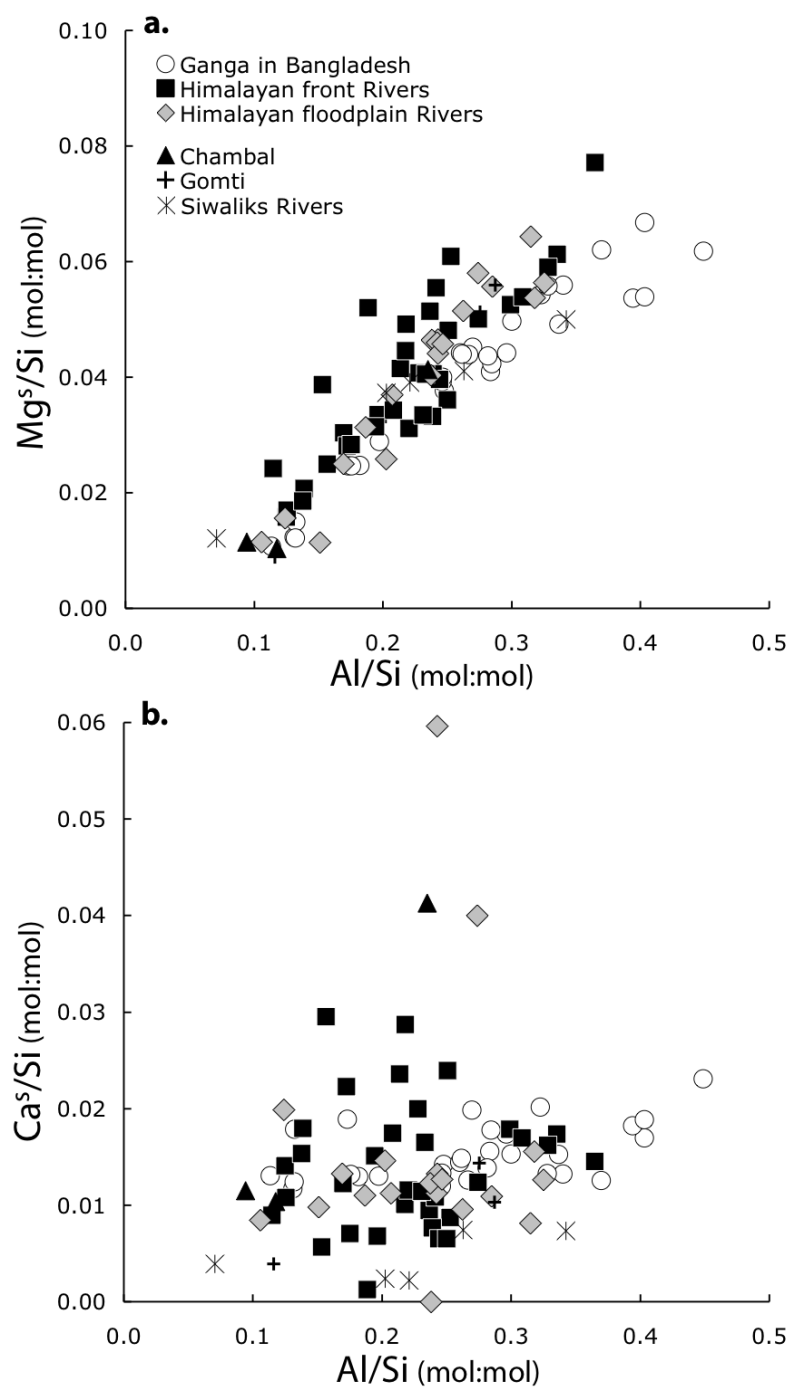 a.
0.10
Ganga in Bangladesh
Himalayan front Rivers
Himalayan floodplain Rivers
Chambal
Gomti
Siwaliks Rivers
0.08
0.06
0.04
0.02
0.00
Mgˢ/Si (mol:mol)
0.0 0.1 0.2 0.3 0.4 0.5
Al/Si (mol:mol)
b.
0.06
0.05
0.04
0.03
0.02
0.01
0.00
Caˢ/Si (mol:mol)
0.0 0.1 0.2 0.3 0.4 0.5
Al/Si (mol:mol)